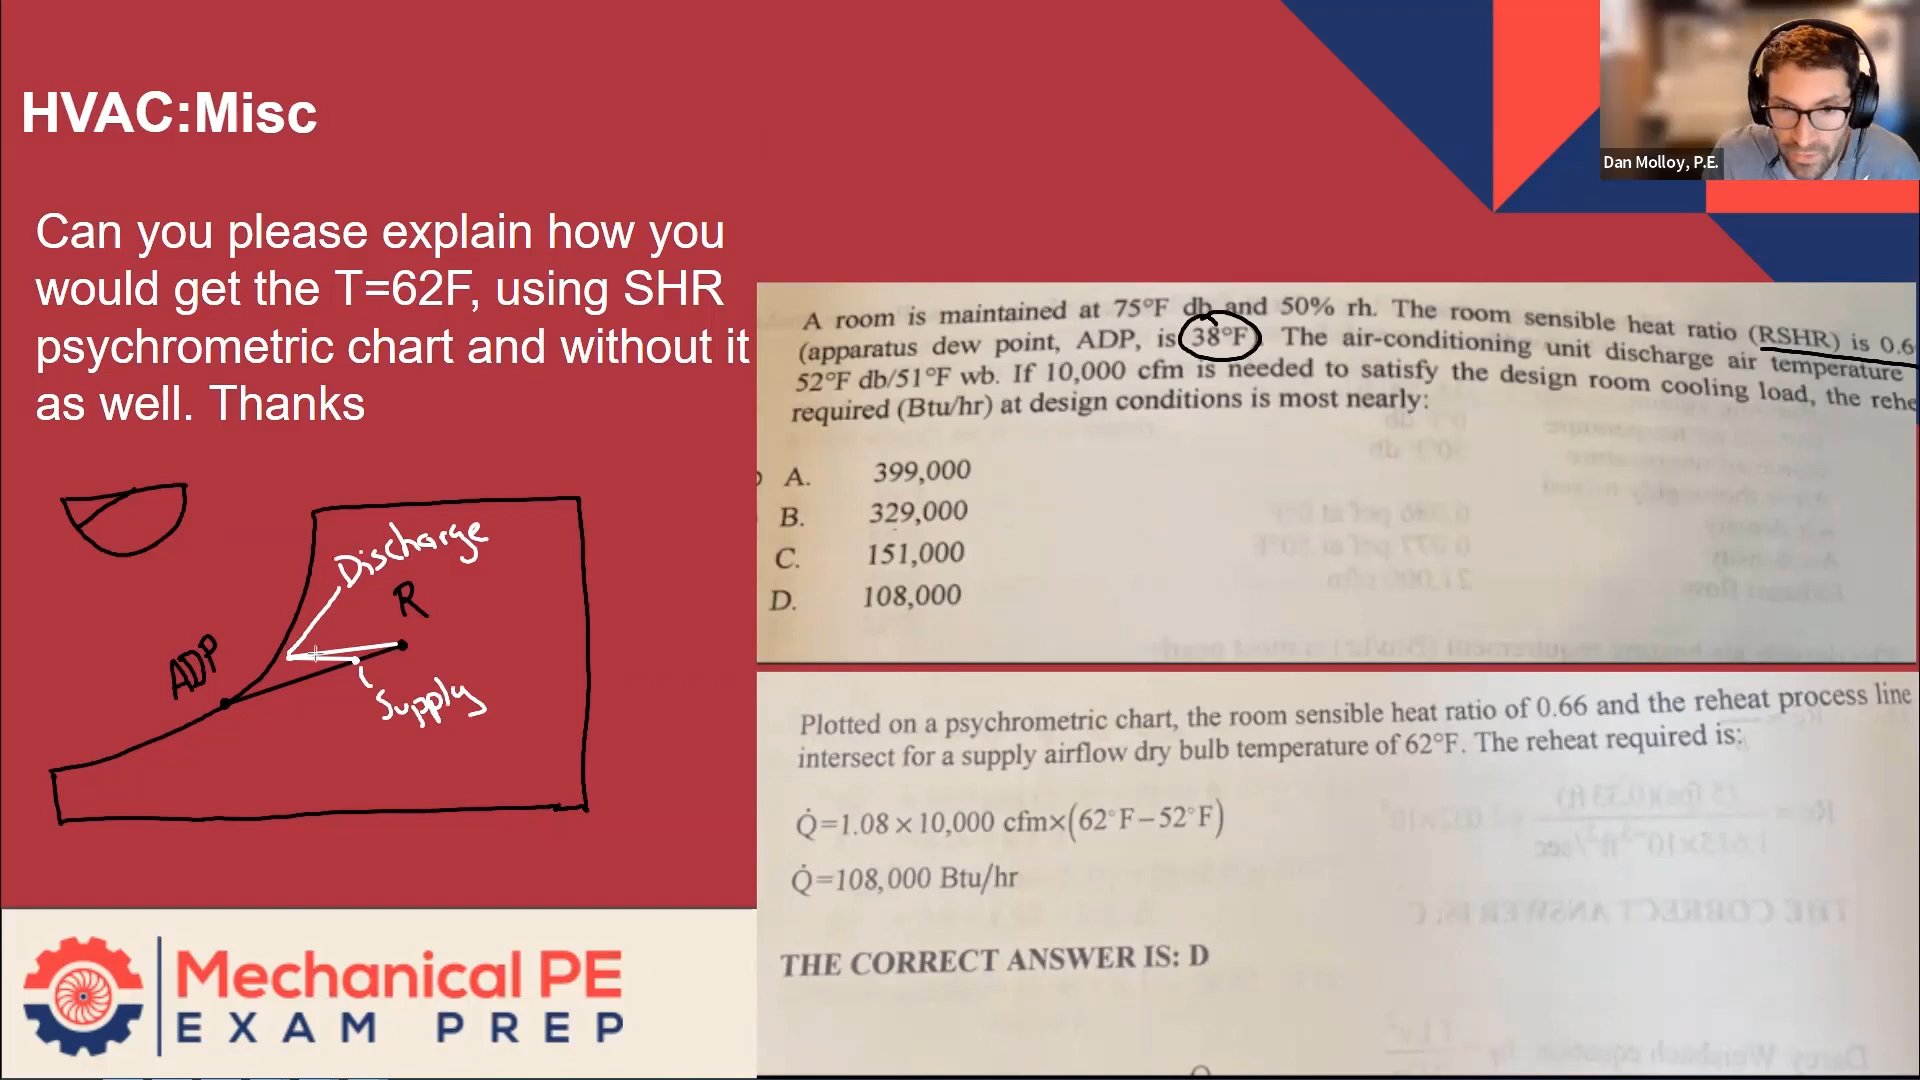 HVAC:Misc
Dan Molloy, P.E.
Can you please explain how you
would get the T=62F, using SHR
psychrometric chart and without it
as well. Thanks
A room is maintained at 75°F db and 50% rh. The room sensible heat ratio (RSHR) is 0.6
(apparatus dew point, ADP, is 38°F) The air-conditioning unit discharge air temperature
52°F db/51°F wb. If 10,000 cfm is needed to satisfy the design room cooling load, the rehe
required (Btu/hr) at design conditions is most nearly:
A. 399,000
B. 329,000
C. 151,000
D. 108,000
Discharge
R
ADP
Supply
Plotted on a psychrometric chart, the room sensible heat ratio of 0.66 and the reheat process line
intersect for a supply airflow dry bulb temperature of 62°F. The reheat required is:
Q̇=1.08 × 10,000 cfm×(62°F–52°F)
Q̇=108,000 Btu/hr
THE CORRECT ANSWER IS: D
Mechanical PE
EXAM PREP